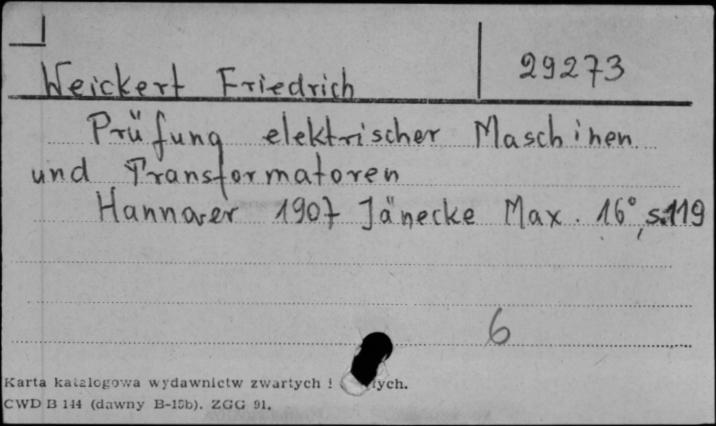 Weickert Friedrich 29273
Prüfung elektrischer Maschinen
und Transformatoren
Hannover 1907 Jänecke Max. 16°, s. 119
6
Karta katalogowa wydawnictw zwartych i
CWD B 144 (dawny B-15b). ZGG 91.